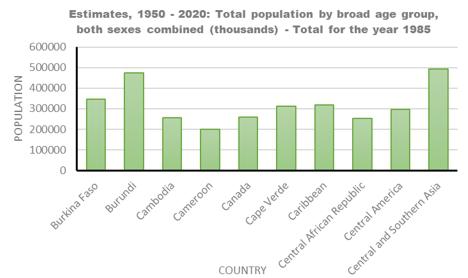 Estimates, 1950 - 2020: Total population by broad age group,
both sexes combined (thousands) - Total for the year 1985
600000
500000
400000
300000
200000
100000
0
POPULATION
Burkina Faso
Burundi
Cambodia
Cameroon
Canada
Cape Verde
Caribbean
Central African Republic
Central America
Central and Southern Asia
COUNTRY